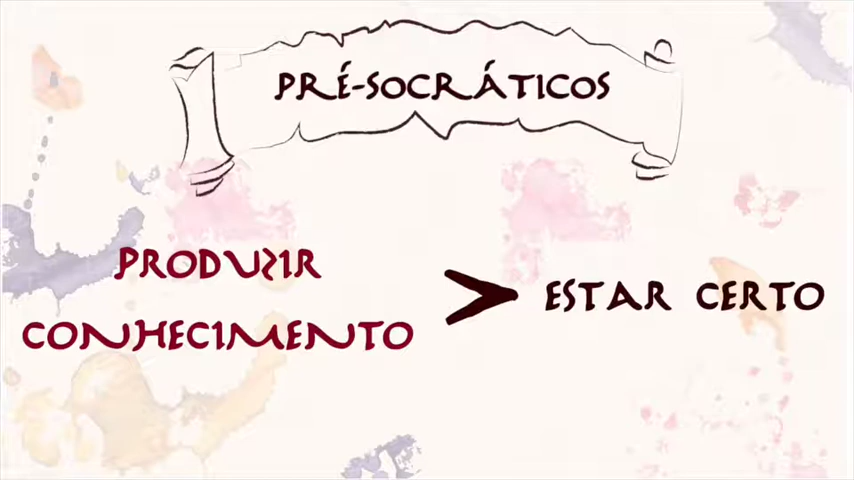 PRÉ-SOCRÁTICOS
PRODUZIR
CONHECIMENTO
> ESTAR CERTO